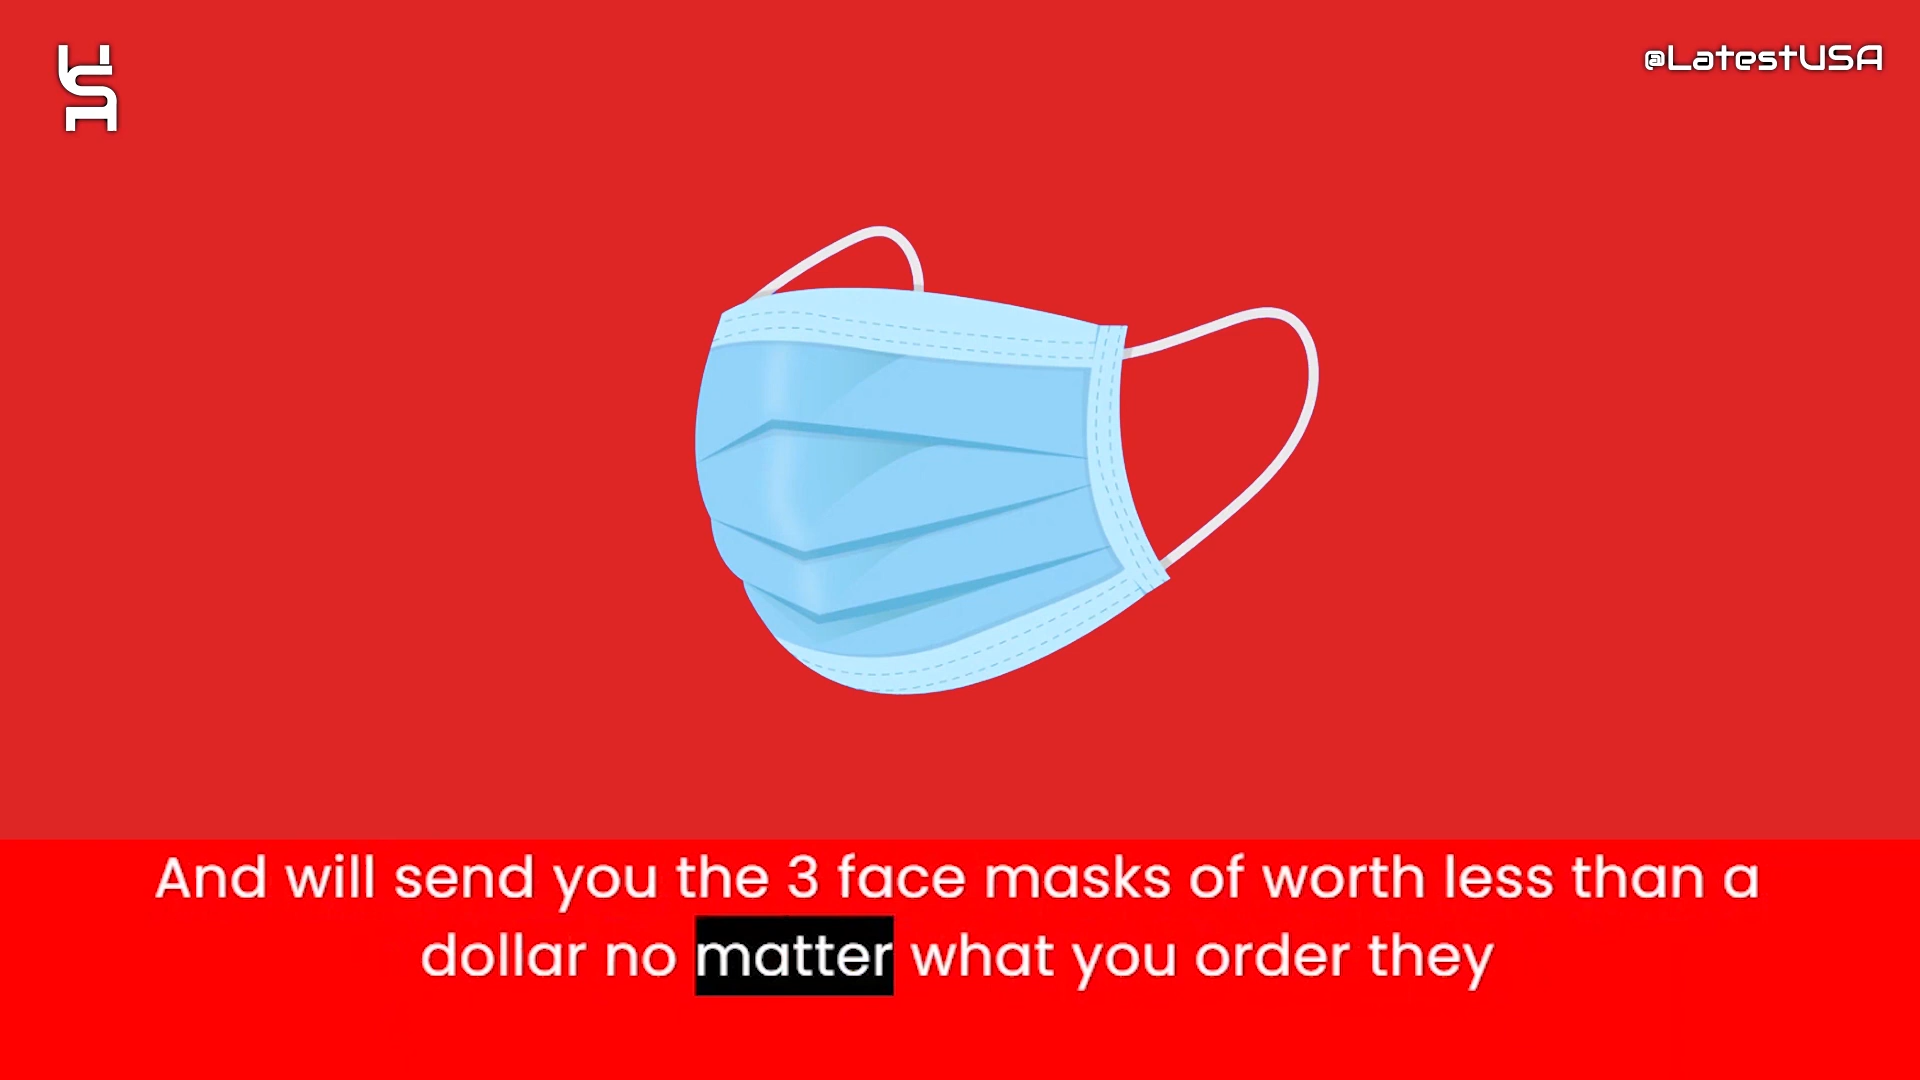 USA
@LatestUSA
And will send you the 3 face masks of worth less than a
dollar no matter what you order they